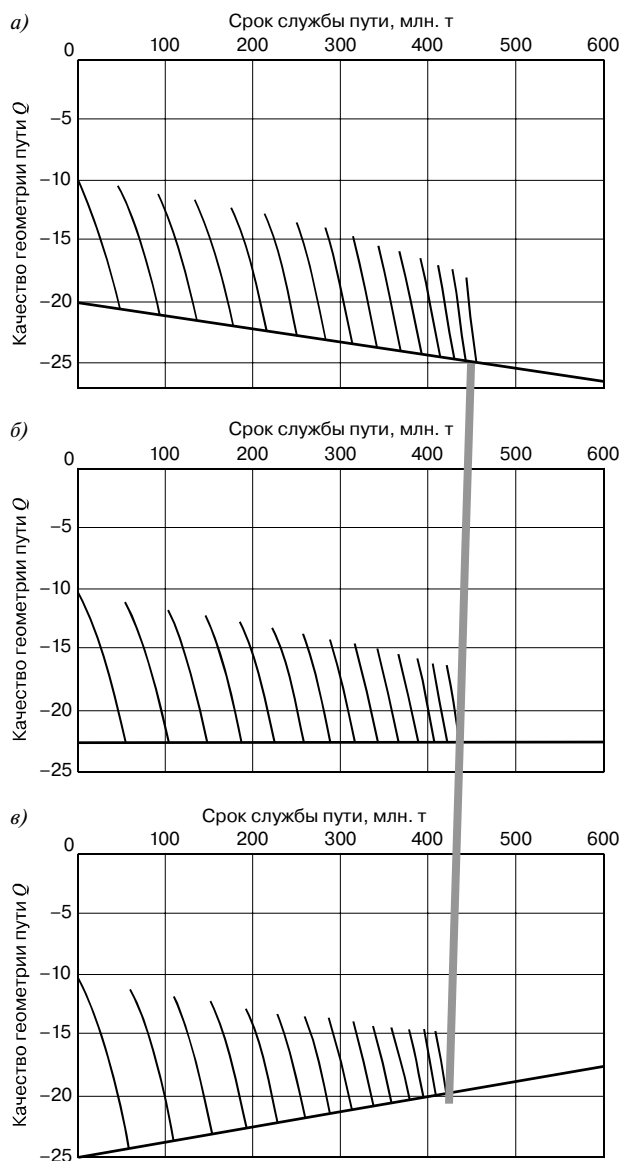 а)
Срок службы пути, млн. т
0 100 200 300 400 500 600
Качество геометрии пути Q
–5
–10
–15
–20
–25
б)
Срок службы пути, млн. т
0 100 200 300 400 500 600
Качество геометрии пути Q
–5
–10
–15
–20
–25
в)
Срок службы пути, млн. т
0 100 200 300 400 500 600
Качество геометрии пути Q
–5
–10
–15
–20
–25